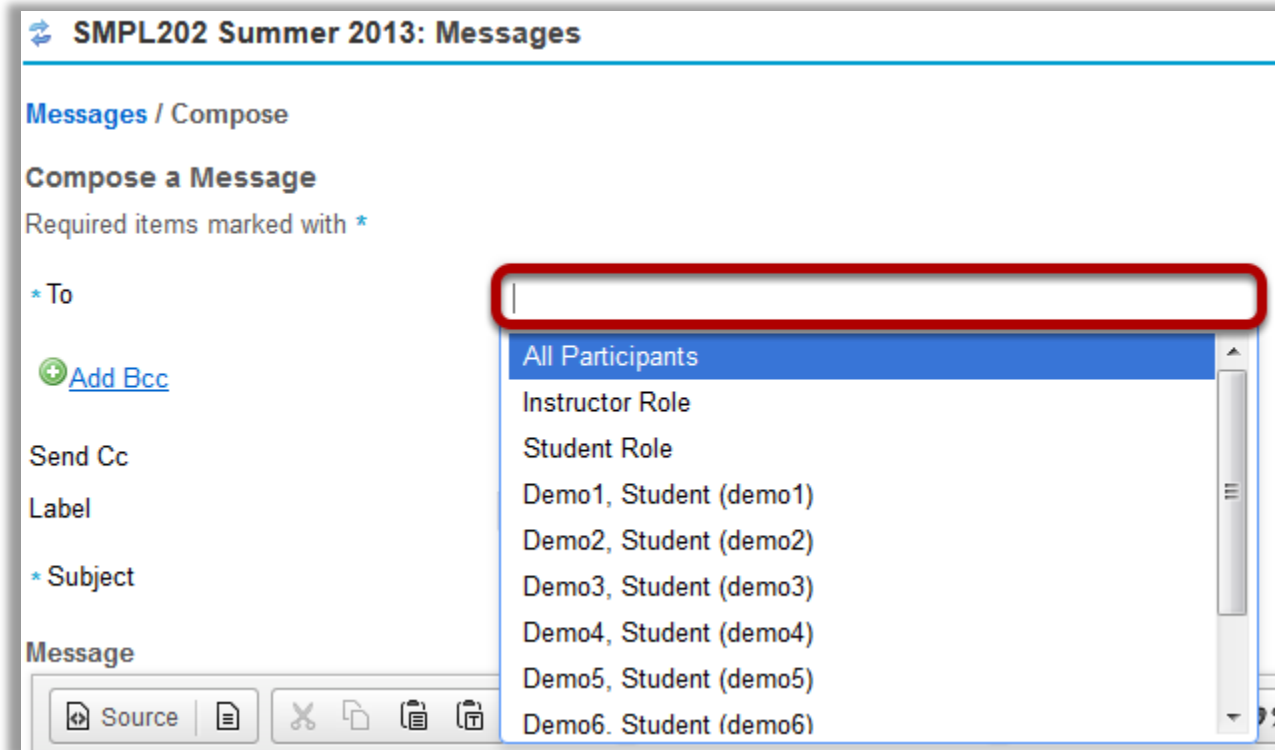 SMPL202 Summer 2013: Messages
Messages / Compose
Compose a Message
Required items marked with *
* To
All Participants
Instructor Role
Student Role
Demo1, Student (demo1)
Demo2, Student (demo2)
Demo3, Student (demo3)
Demo4, Student (demo4)
Demo5, Student (demo5)
Demo6, Student (demo6)
Add Bcc
Send Cc
Label
* Subject
Message
Source